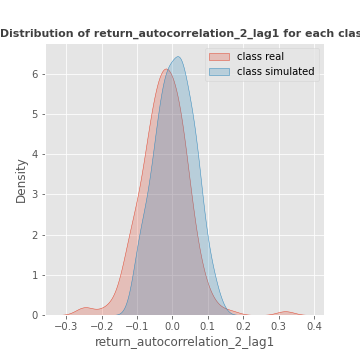 Distribution of return_autocorrelation_2_lag1 for each clas
class real
class simulated
Density
6
5
4
3
2
1
0
−0.3 −0.2 −0.1 0.0 0.1 0.2 0.3 0.4
return_autocorrelation_2_lag1